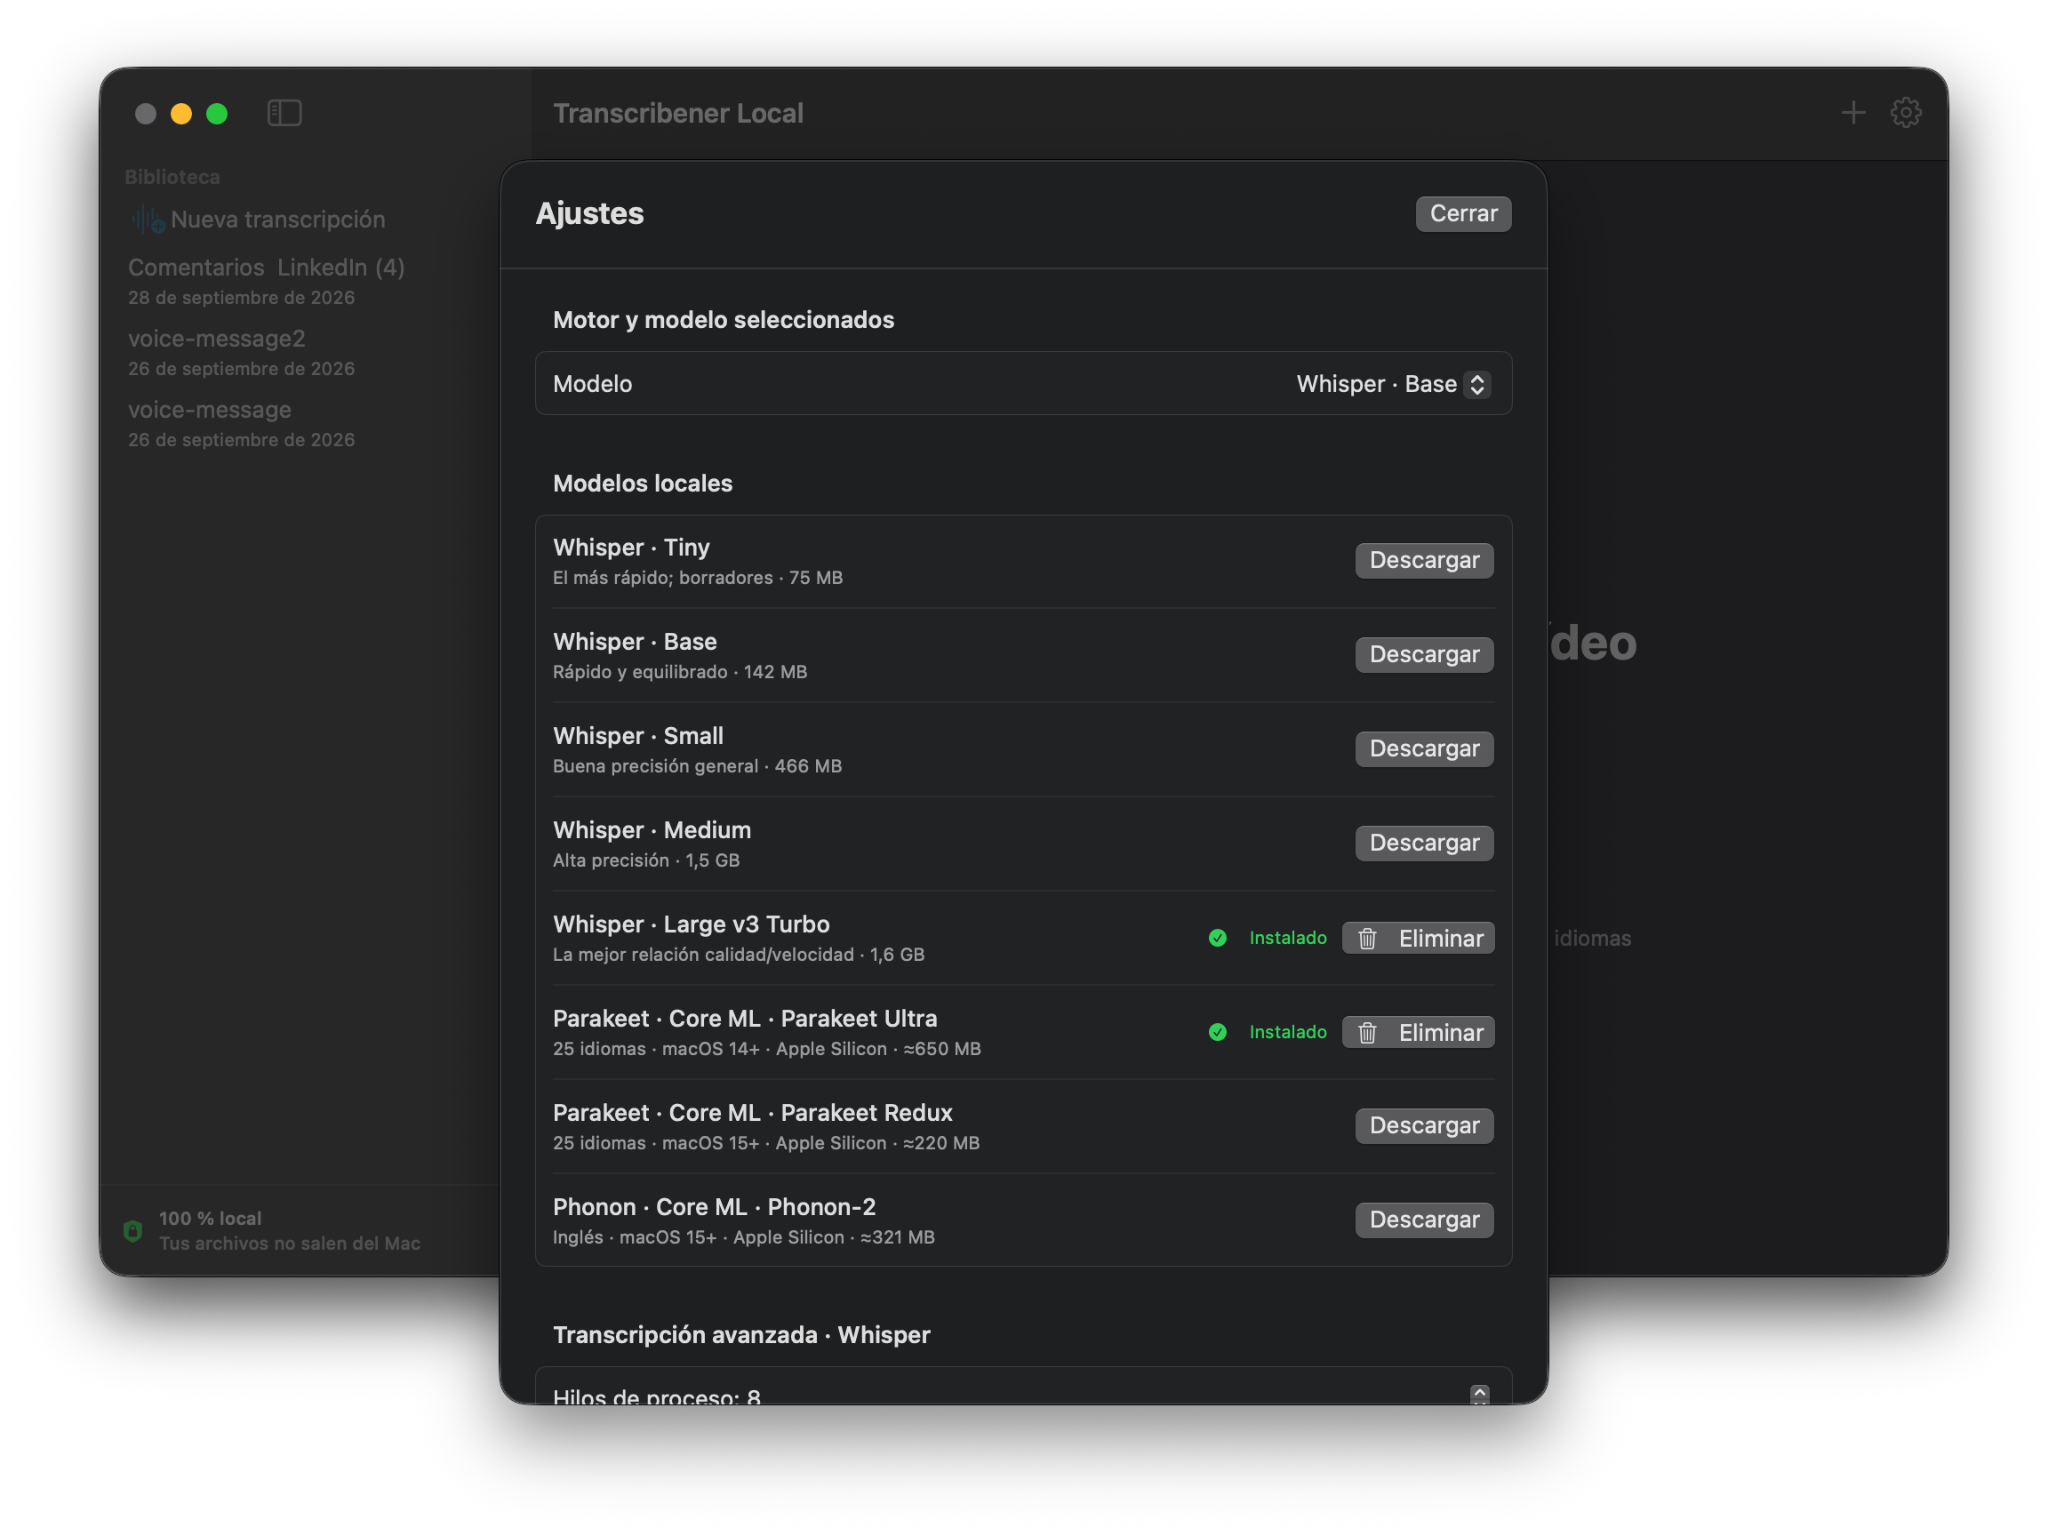 Transcribener Local
Biblioteca
Nueva transcripción
Comentarios LinkedIn (4)
28 de septiembre de 2026
voice-message2
26 de septiembre de 2026
voice-message
26 de septiembre de 2026
100 % local
Tus archivos no salen del Mac
Ajustes
Cerrar
Motor y modelo seleccionados
Modelo
Whisper · Base
Modelos locales
Whisper · Tiny
El más rápido; borradores · 75 MB
Descargar
Whisper · Base
Rápido y equilibrado · 142 MB
Descargar
Whisper · Small
Buena precisión general · 466 MB
Descargar
Whisper · Medium
Alta precisión · 1,5 GB
Descargar
Whisper · Large v3 Turbo
La mejor relación calidad/velocidad · 1,6 GB
Instalado
Eliminar
Parakeet · Core ML · Parakeet Ultra
25 idiomas · macOS 14+ · Apple Silicon · ≈650 MB
Instalado
Eliminar
Parakeet · Core ML · Parakeet Redux
25 idiomas · macOS 15+ · Apple Silicon · ≈220 MB
Descargar
Phonon · Core ML · Phonon-2
Inglés · macOS 15+ · Apple Silicon · ≈321 MB
Descargar
Transcripción avanzada · Whisper
Hilos de proceso: 8
ídeo
idiomas